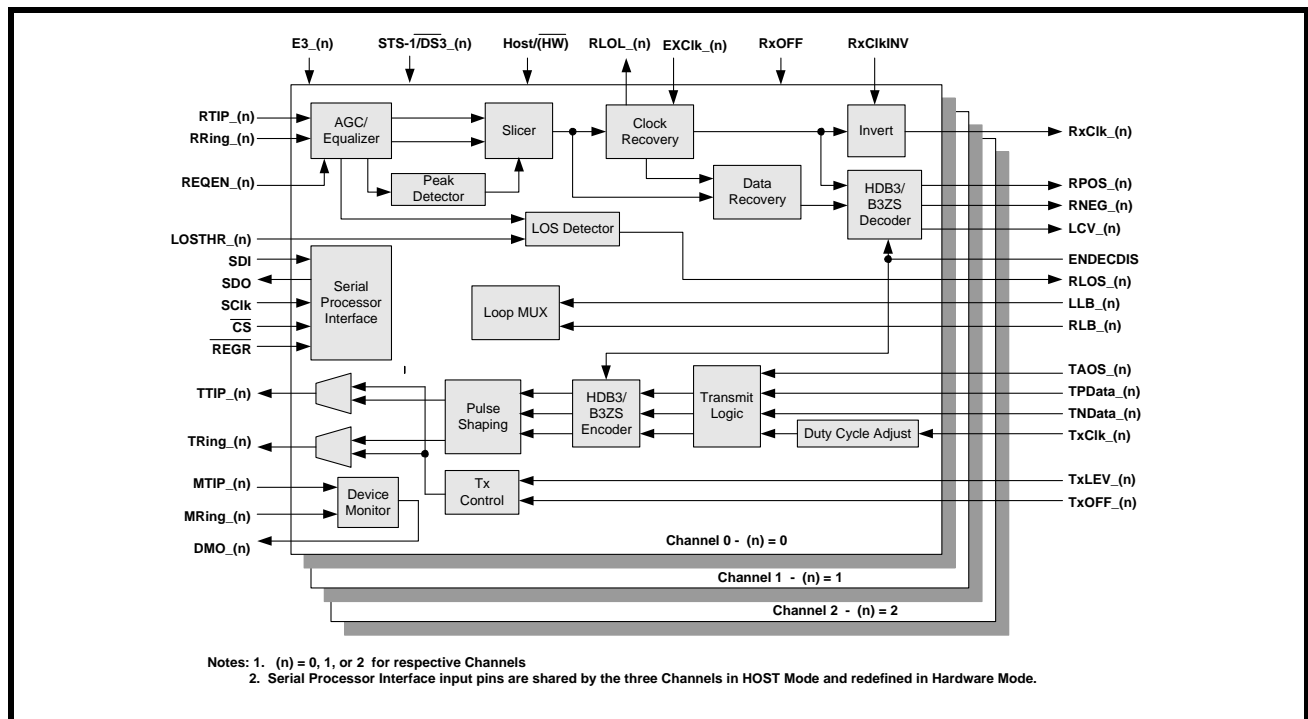 E3_(n)
STS-1/DS3_(n)
Host/(HW)
RLOL_(n)
EXClk_(n)
RxOFF
RxClkINV
RTIP_(n)
RRing_(n)
REQEN_(n)
AGC/
Equalizer
Slicer
Clock
Recovery
Invert
RxClk_(n)
Peak
Detector
Data
Recovery
HDB3/
B3ZS
Decoder
RPOS_(n)
RNEG_(n)
LCV_(n)
LOSTHR_(n)
LOS Detector
ENDECDIS
RLOS_(n)
SDI
SDO
SClk
CS
REGR
Serial
Processor
Interface
Loop MUX
LLB_(n)
RLB_(n)
TTIP_(n)
TRing_(n)
Pulse
Shaping
HDB3/
B3ZS
Encoder
Transmit
Logic
Duty Cycle Adjust
TAOS_(n)
TPData_(n)
TNData_(n)
TxClk_(n)
MTIP_(n)
MRing_(n)
DMO_(n)
Device
Monitor
Tx
Control
TxLEV_(n)
TxOFF_(n)
Channel 0 - (n) = 0
Channel 1 - (n) = 1
Channel 2 - (n) = 2
Notes: 1. (n) = 0, 1, or 2 for respective Channels
2. Serial Processor Interface input pins are shared by the three Channels in HOST Mode and redefined in Hardware Mode.